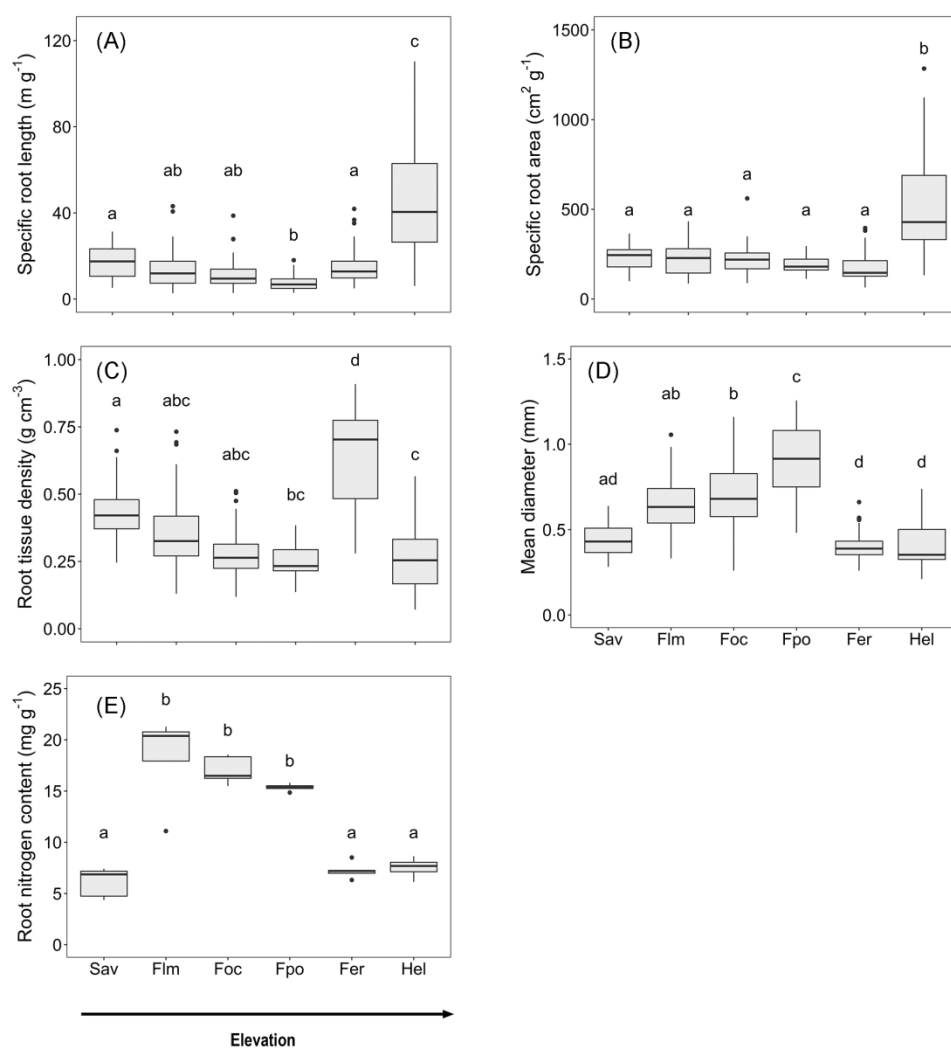 (A)
Specific root length (m g⁻¹)
120
80
40
0
a
ab
ab
b
a
c
(B)
Specific root area (cm² g⁻¹)
1500
1000
500
0
a
a
a
a
a
b
(C)
Root tissue density (g cm⁻³)
1.00
0.75
0.50
0.25
0.00
a
abc
abc
bc
d
c
(D)
Mean diameter (mm)
1.5
1.0
0.5
0.0
ad
ab
b
c
d
d
Sav Flm Foc Fpo Fer Hel
(E)
Root nitrogen content (mg g⁻¹)
25
20
15
10
5
0
a
b
b
b
a
a
Sav Flm Foc Fpo Fer Hel
Elevation